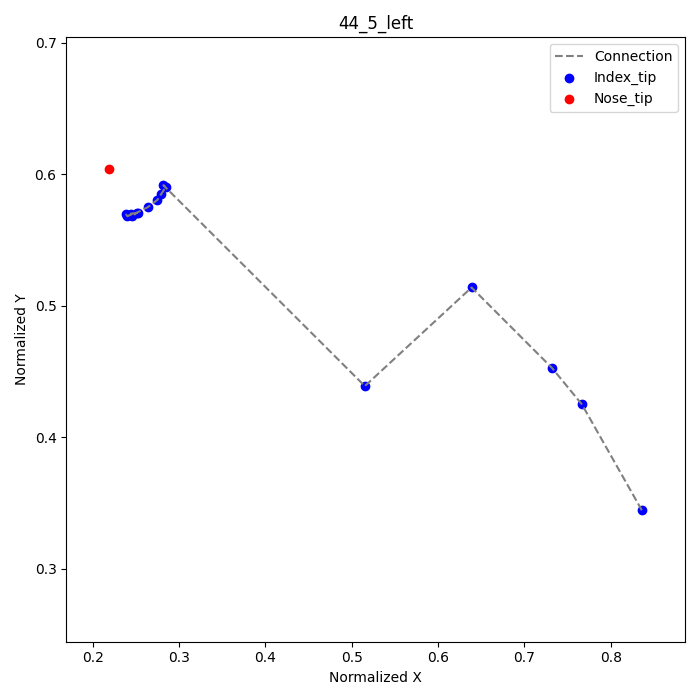 44_5_left
Connection
Index_tip
Nose_tip
Normalized Y
0.7
0.6
0.5
0.4
0.3
0.2 0.3 0.4 0.5 0.6 0.7 0.8
Normalized X